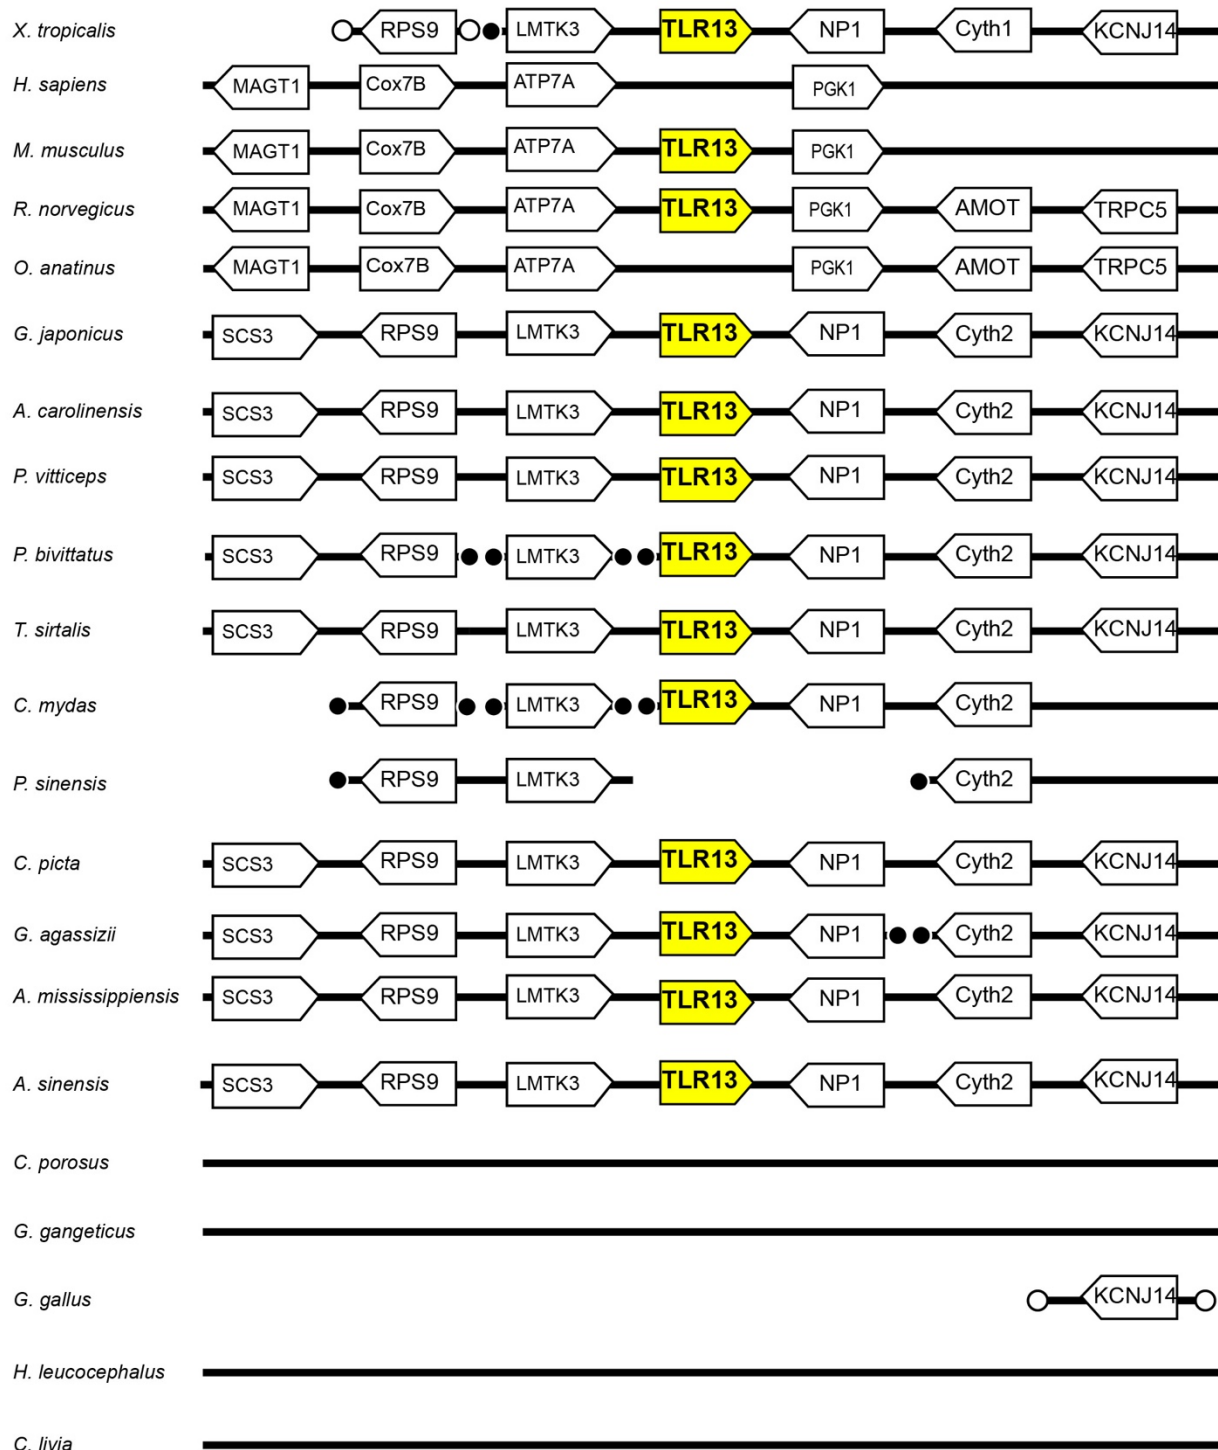 X. tropicalis RPS9 LMTK3 TLR13 NP1 Cyth1 KCNJ14
H. sapiens MAGT1 Cox7B ATP7A PGK1
M. musculus MAGT1 Cox7B ATP7A TLR13 PGK1
R. norvegicus MAGT1 Cox7B ATP7A TLR13 PGK1 AMOT TRPC5
O. anatinus MAGT1 Cox7B ATP7A PGK1 AMOT TRPC5
G. japonicus SCS3 RPS9 LMTK3 TLR13 NP1 Cyth2 KCNJ14
A. carolinensis SCS3 RPS9 LMTK3 TLR13 NP1 Cyth2 KCNJ14
P. vitticeps SCS3 RPS9 LMTK3 TLR13 NP1 Cyth2 KCNJ14
P. bivittatus SCS3 RPS9 LMTK3 TLR13 NP1 Cyth2 KCNJ14
T. sirtalis SCS3 RPS9 LMTK3 TLR13 NP1 Cyth2 KCNJ14
C. mydas RPS9 LMTK3 TLR13 NP1 Cyth2
P. sinensis RPS9 LMTK3 Cyth2
C. picta SCS3 RPS9 LMTK3 TLR13 NP1 Cyth2 KCNJ14
G. agassizii SCS3 RPS9 LMTK3 TLR13 NP1 Cyth2 KCNJ14
A. mississippiensis SCS3 RPS9 LMTK3 TLR13 NP1 Cyth2 KCNJ14
A. sinensis SCS3 RPS9 LMTK3 TLR13 NP1 Cyth2 KCNJ14
C. porosus
G. gangeticus
G. gallus KCNJ14
H. leucocephalus
C. livia